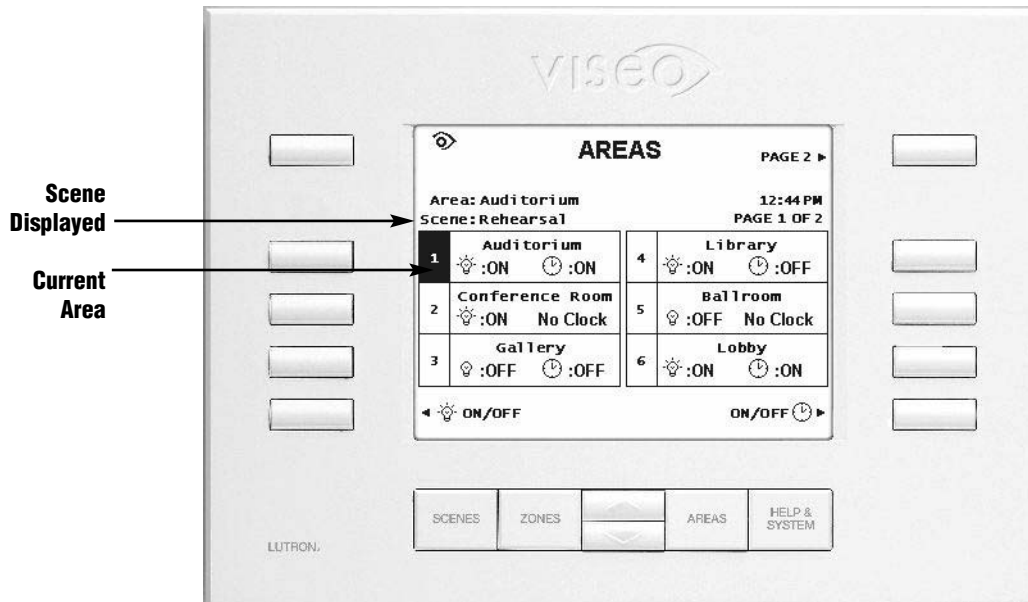 VISEO
AREAS
PAGE 2
Scene
Displayed
Area: Auditorium
12:44 PM
Scene: Rehearsal
PAGE 1 OF 2
Current
Area
1
Auditorium
:ON
:ON
4
Library
:ON
:OFF
2
Conference Room
:ON
No Clock
5
Ballroom
:OFF
No Clock
3
Gallery
:OFF
:OFF
6
Lobby
:ON
:ON
ON/OFF
ON/OFF
SCENES
ZONES
AREAS
HELP &
SYSTEM
LUTRON.